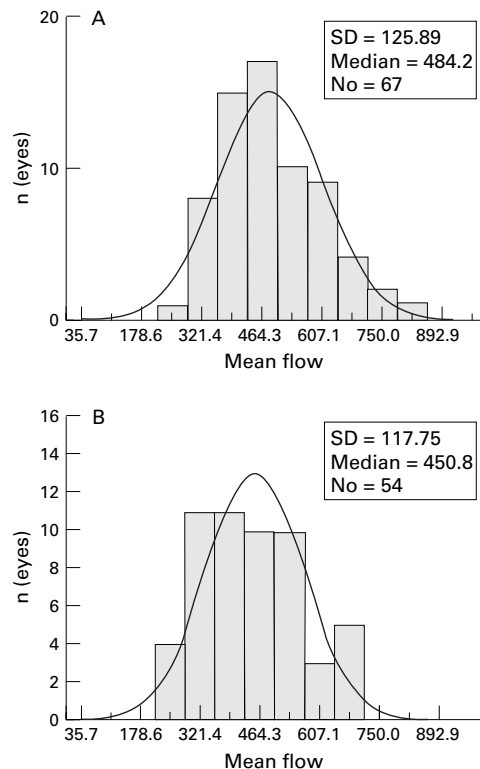 A
20
10
0
n (eyes)
SD = 125.89
Median = 484.2
No = 67
35.7 178.6 321.4 464.3 607.1 750.0 892.9
Mean flow
B
16
14
12
10
8
6
4
2
0
n (eyes)
SD = 117.75
Median = 450.8
No = 54
35.7 178.6 321.4 464.3 607.1 750.0 892.9
Mean flow